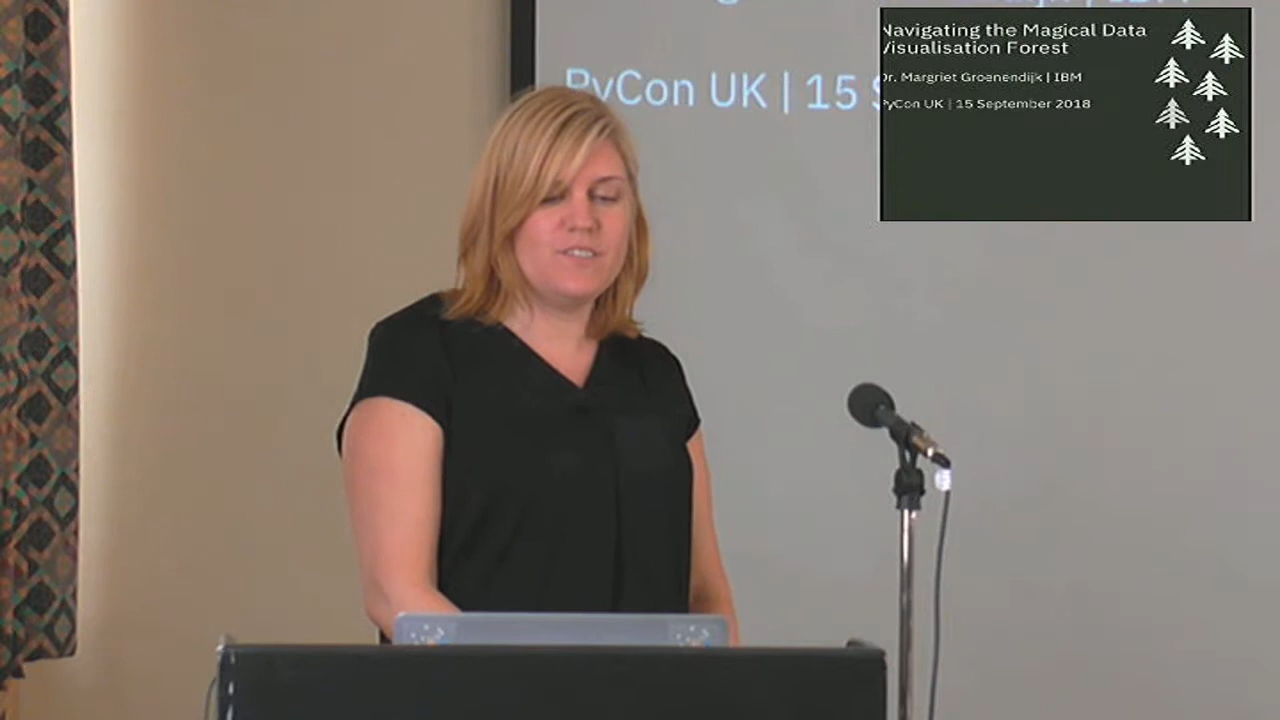 PyCon UK | 15
Navigating the Magical Data
Visualisation Forest
Dr. Margriet Groenendijk | IBM
PyCon UK | 15 September 2018